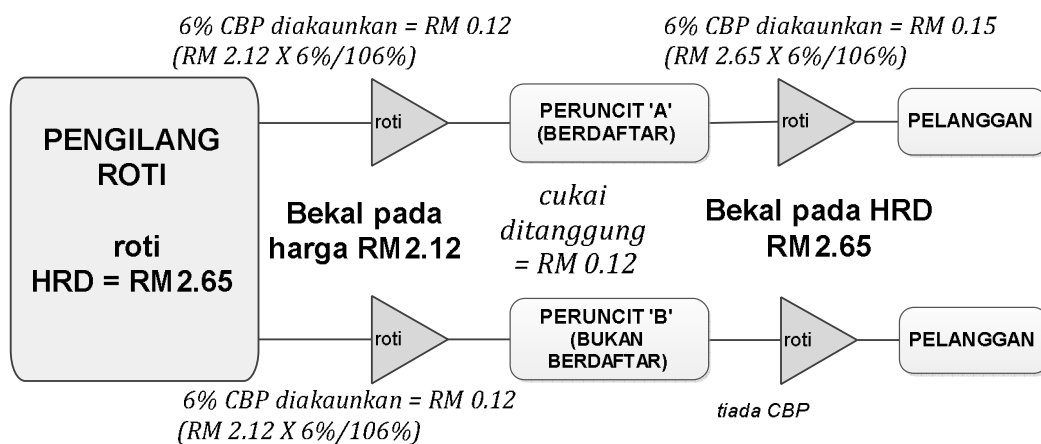 6% CBP diakaunkan = RM 0.12
(RM 2.12 X 6%/106%)
6% CBP diakaunkan = RM 0.15
(RM 2.65 X 6%/106%)
PENGILANG
ROTI
roti
HRD = RM2.65
roti
PERUNCIT 'A'
(BERDAFTAR)
roti
PELANGGAN
Bekal pada
harga RM2.12
cukai
ditanggung
= RM 0.12
Bekal pada HRD
RM2.65
roti
PERUNCIT 'B'
(BUKAN
BERDAFTAR)
roti
PELANGGAN
6% CBP diakaunkan = RM 0.12
(RM 2.12 X 6%/106%)
tiada CBP